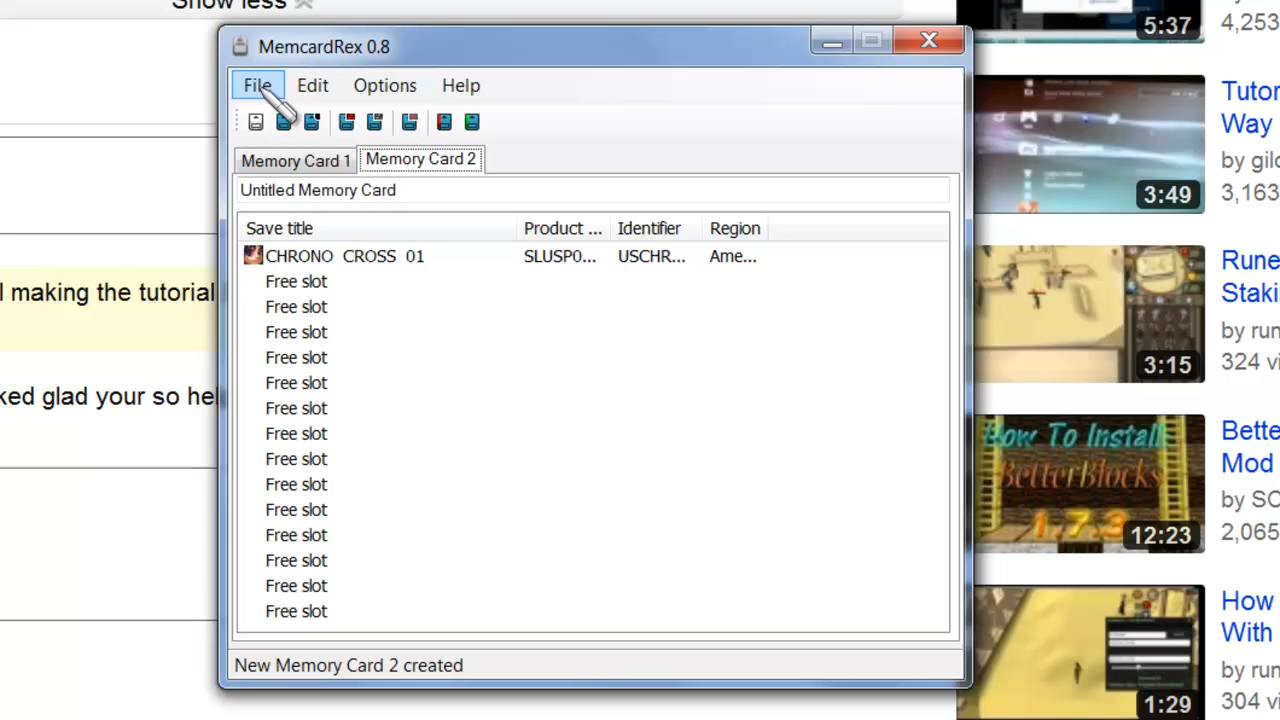 Show less
MemcardRex 0.8
File Edit Options Help
Memory Card 1 Memory Card 2
Untitled Memory Card
Save title Product ... Identifier Region
CHRONO CROSS 01 SLUSP0... USCHR... Ame...
Free slot
Free slot
Free slot
Free slot
Free slot
Free slot
Free slot
Free slot
Free slot
Free slot
Free slot
Free slot
Free slot
Free slot
New Memory Card 2 created
l making the tutorial
ked glad your so hel
5:37
4,253
Tutor
Way
by gilo
3,163
3:49
Rune
Staki
by run
324 vi
3:15
How To Install
BetterBlocks
1.7.3
12:23
Bette
Mod
by SC
2,065
How
With
by run
304 vi
1:29